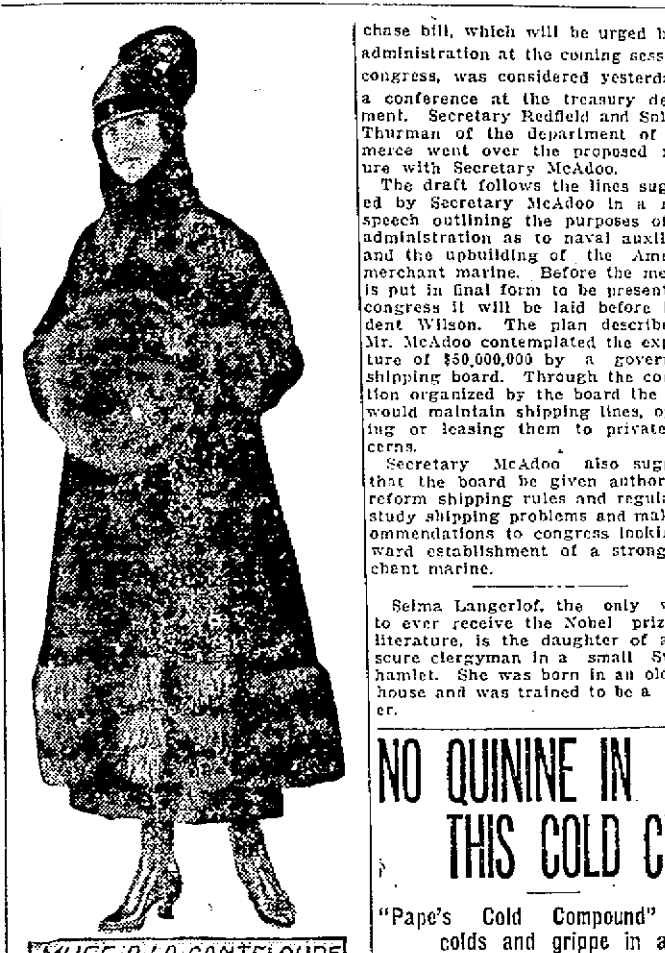 chase bill, which will be urged b
administration at the coming sess
congress, was considered yesterda
a conference at the treasury de
ment. Secretary Redfield and Sol
Thurman of the department of
merce went over the proposed
ure with Secretary McAdoo.
The draft follows the lines sug
ed by Secretary McAdoo in a
speech outlining the purposes of
administration as to naval auxili
and the upbuilding of the Ame
merchant marine. Before the me
is put in final form to be present
congress it will be laid before
dent Wilson. The plan describe
Mr. McAdoo contemplated the exp
ture of $50,000,000 by a gover
shipping board. Through the co
tion organized by the board the
would maintain shipping lines, o
ing or leasing them to private
cerns.
Secretary McAdoo also sug
that the board be given author
reform shipping rules and regula
study shipping problems and mak
ommendations to congress looki
ward establishment of a strong
chant marine.
Selma Langerlof, the only
to ever receive the Nobel priz
literature, is the daughter of a
scure clergyman in a small S
hamlet. She was born in an old
house and was trained to be a
er.
NO QUININE IN
THIS COLD C
"Pape's Cold Compound"
colds and grippe in a
MUFF A LA CANTELOUPE